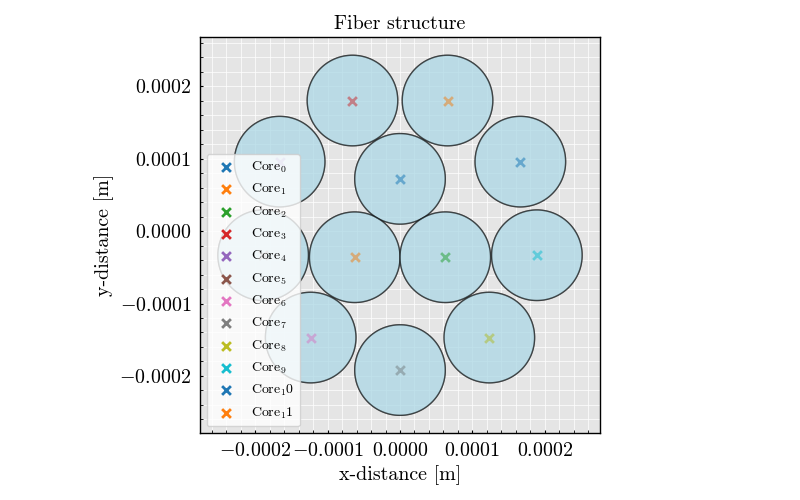 Fiber structure
0.0002
0.0001
0.0000
−0.0001
−0.0002
y-distance [m]
Core₀
Core₁
Core₂
Core₃
Core₄
Core₅
Core₆
Core₇
Core₈
Core₉
Core₁0
Core₁1
−0.0002 −0.0001 0.0000 0.0001 0.0002
x-distance [m]